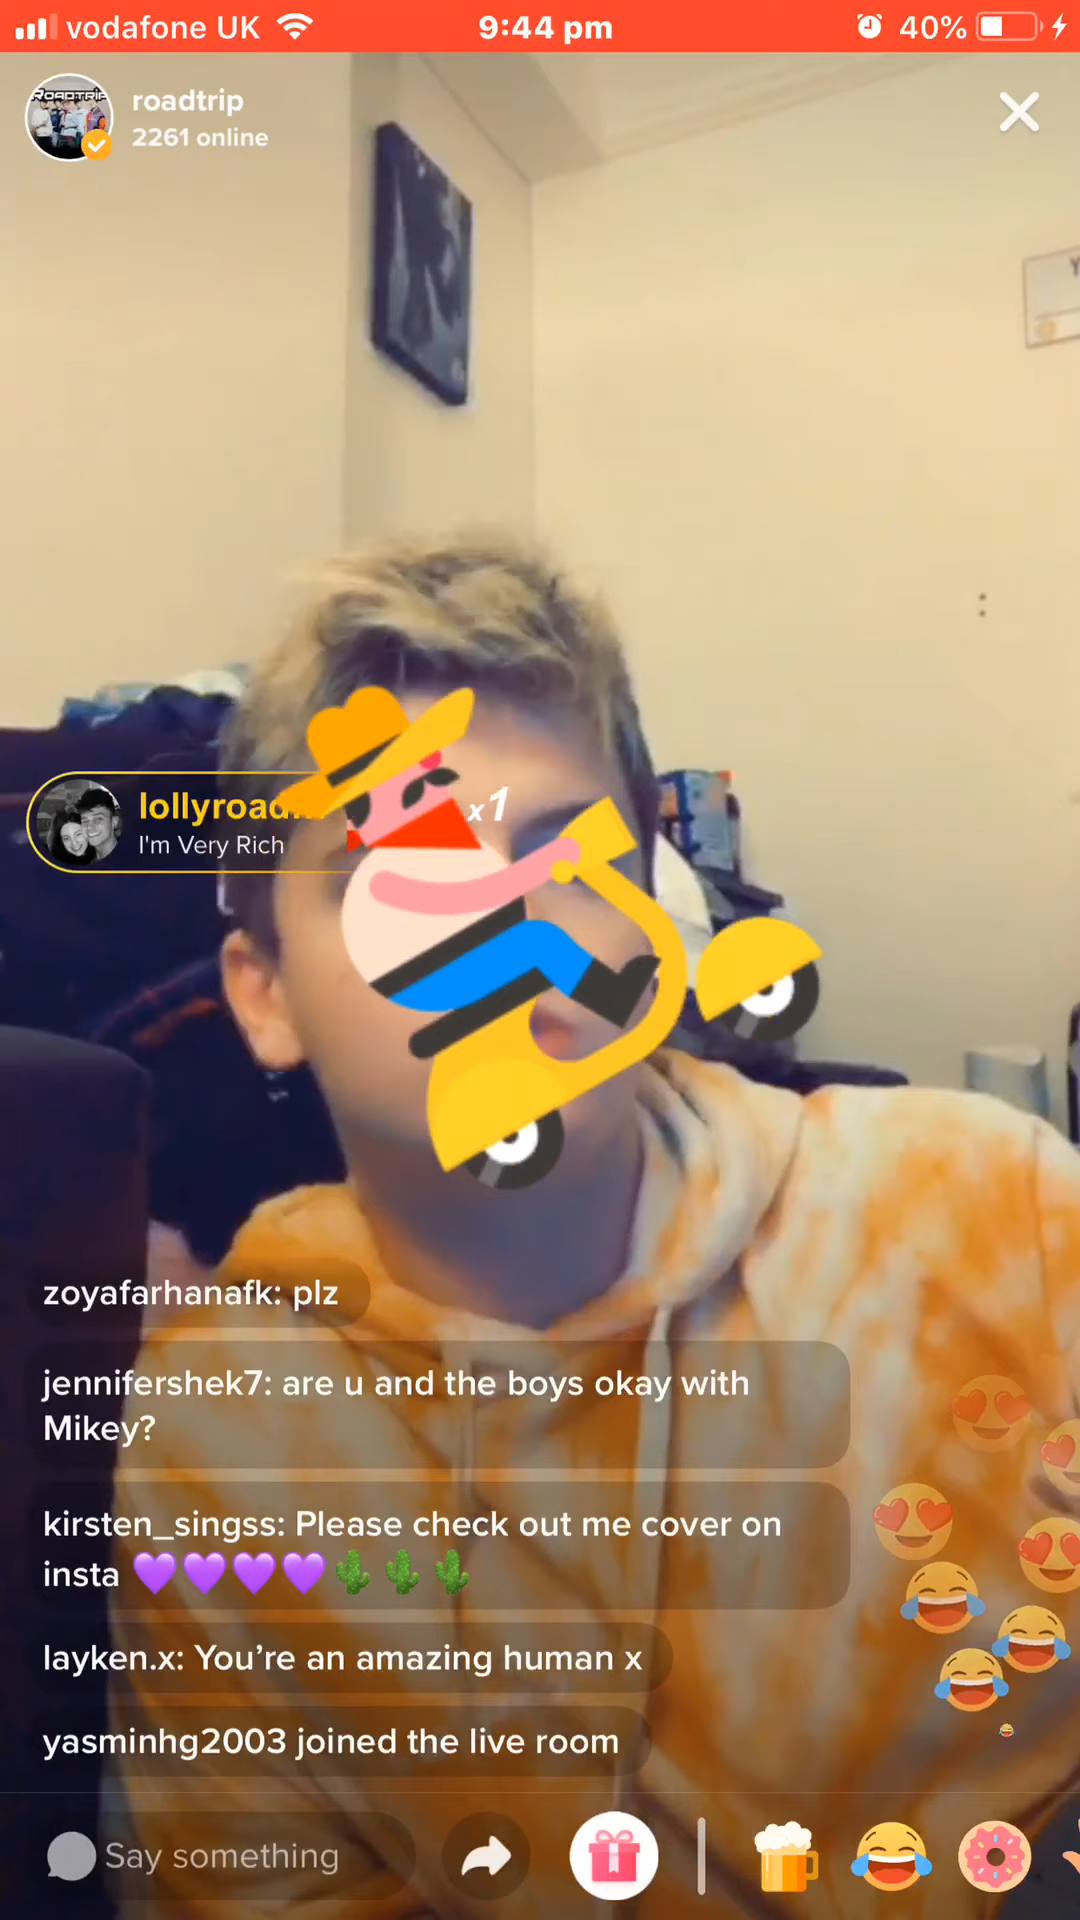 vodafone UK
9:44 pm
40%
ROADTRIP
roadtrip
2261 online
x1
I'm Very Rich
zoyafarhanafk: plz
jennifershek7: are u and the boys okay with
Mikey?
kirsten_singss: Please check out me cover on
insta 💜💜💜💜🌵🌵🌵
layken.x: You're an amazing human x
yasminhg2003 joined the live room
Say something